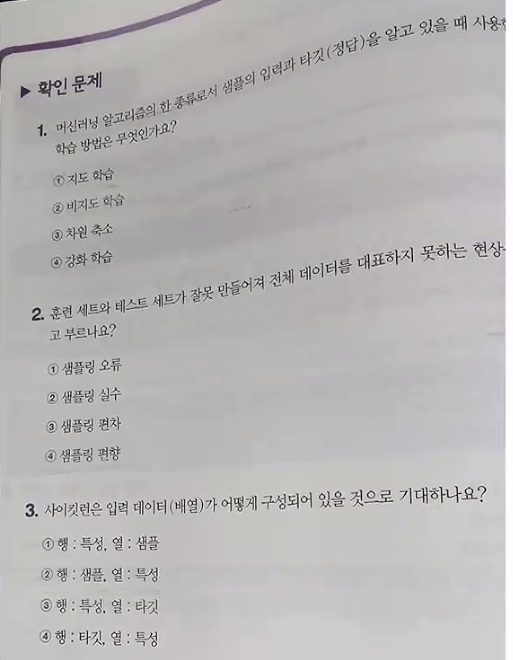 ▶ 확인 문제
1. 머신러닝 알고리즘의 한 종류로서 샘플의 입력과 타깃(정답)을 알고 있을 때 사용
학습 방법은 무엇인가요?
① 지도 학습
② 비지도 학습
③ 차원 축소
④ 강화 학습
2. 훈련 세트와 테스트 세트가 잘못 만들어져 전체 데이터를 대표하지 못하는 현상
고 부르나요?
① 샘플링 오류
② 샘플링 실수
③ 샘플링 편차
④ 샘플링 편향
3. 사이킷런은 입력 데이터(배열)가 어떻게 구성되어 있을 것으로 기대하나요?
① 행 : 특성, 열 : 샘플
② 행 : 샘플, 열 : 특성
③ 행 : 특성, 열 : 타깃
④ 행 : 타깃, 열 : 특성